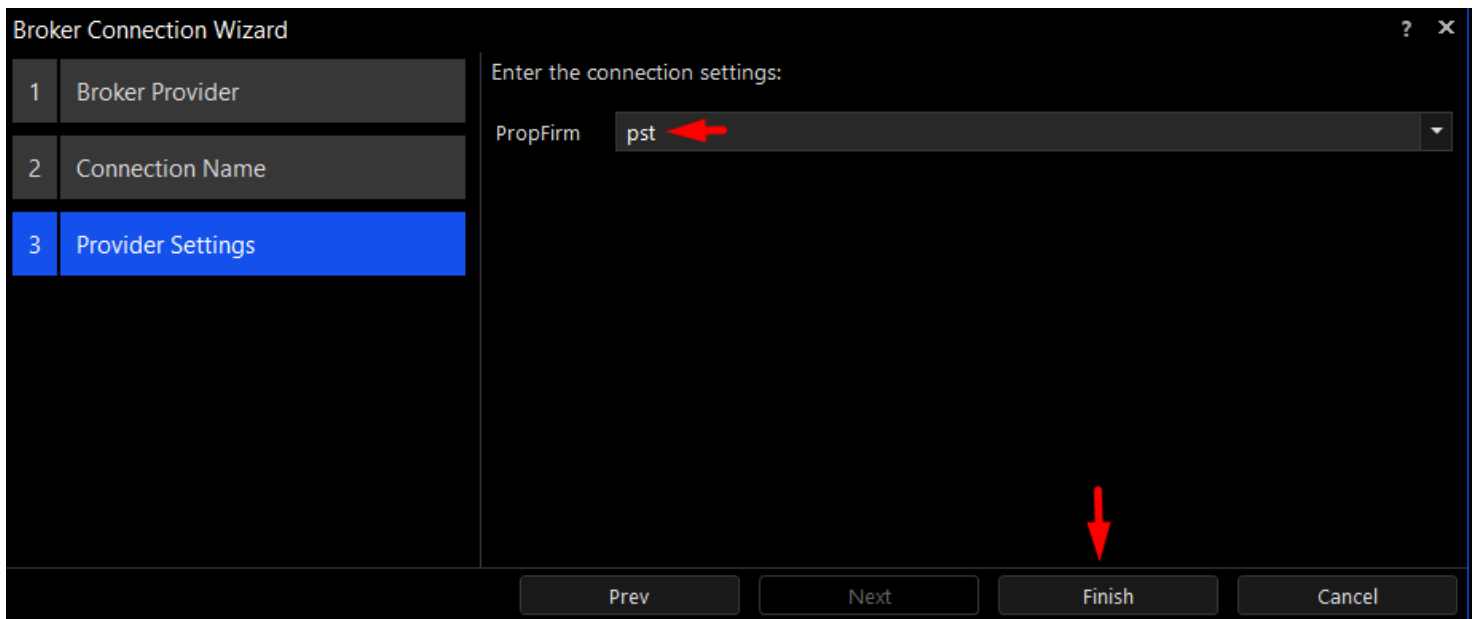 Broker Connection Wizard
? X
1 Broker Provider
2 Connection Name
3 Provider Settings
Enter the connection settings:
PropFirm pst
Prev Next Finish Cancel